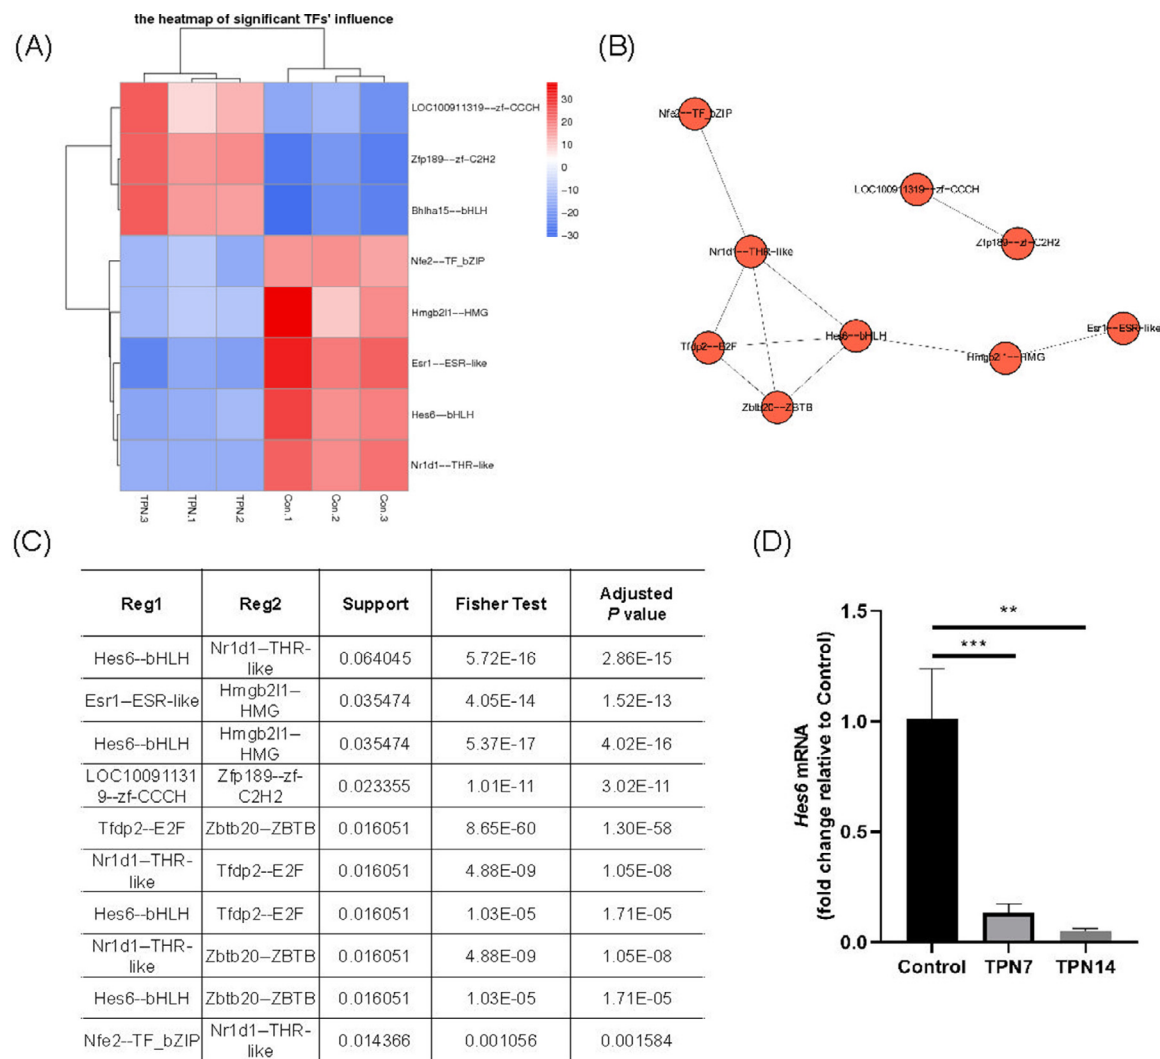 the heatmap of significant TFs' influence
(A)
LOC100911319--zf-CCCH
Zfp189--zf-C2H2
Bhlha15--bHLH
Nfe2--TF_bZIP
Hmgb2l1--HMG
Esr1--ESR-like
Hes6--bHLH
Nr1d1--THR-like
30
20
10
0
−10
−20
−30
TPN.3
TPN.1
TPN.2
Con.1
Con.2
Con.3
(B)
Nfe2--TF_bZIP
LOC100911319--zf-CCCH
Zfp189--zf-C2H2
Nr1d1--THR-like
Esr1--ESR-like
Hes6--bHLH
Tfdp2--E2F
Hmgb2l1--HMG
Zbtb20--ZBTB
(C)
Reg1 Reg2 Support Fisher Test Adjusted
P value
Hes6--bHLH Nr1d1--THR-
like 0.064045 5.72E-16 2.86E-15
Esr1--ESR-like Hmgb2l1--
HMG 0.035474 4.05E-14 1.52E-13
Hes6--bHLH Hmgb2l1--
HMG 0.035474 5.37E-17 4.02E-16
LOC10091131 Zfp189--zf-
9--zf-CCCH C2H2 0.023355 1.01E-11 3.02E-11
Tfdp2--E2F Zbtb20--ZBTB 0.016051 8.65E-60 1.30E-58
Nr1d1--THR-
like Tfdp2--E2F 0.016051 4.88E-09 1.05E-08
Hes6--bHLH Tfdp2--E2F 0.016051 1.03E-05 1.71E-05
Nr1d1--THR-
like Zbtb20--ZBTB 0.016051 4.88E-09 1.05E-08
Hes6--bHLH Zbtb20--ZBTB 0.016051 1.03E-05 1.71E-05
Nfe2--TF_bZIP Nr1d1--THR-
like 0.014366 0.001056 0.001584
(D)
Hes6 mRNA
(fold change relative to Control)
1.5
1.0
0.5
0.0
**
***
Control TPN7 TPN14